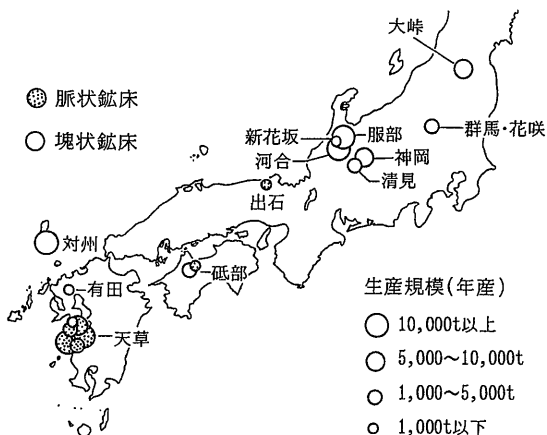 大峠
脈状鉱床
塊状鉱床
新花坂
服部
群馬・花咲
河合
神岡
清見
出石
対州
砥部
有田
天草
生産規模(年産)
10,000t以上
5,000〜10,000t
1,000〜5,000t
1,000t以下